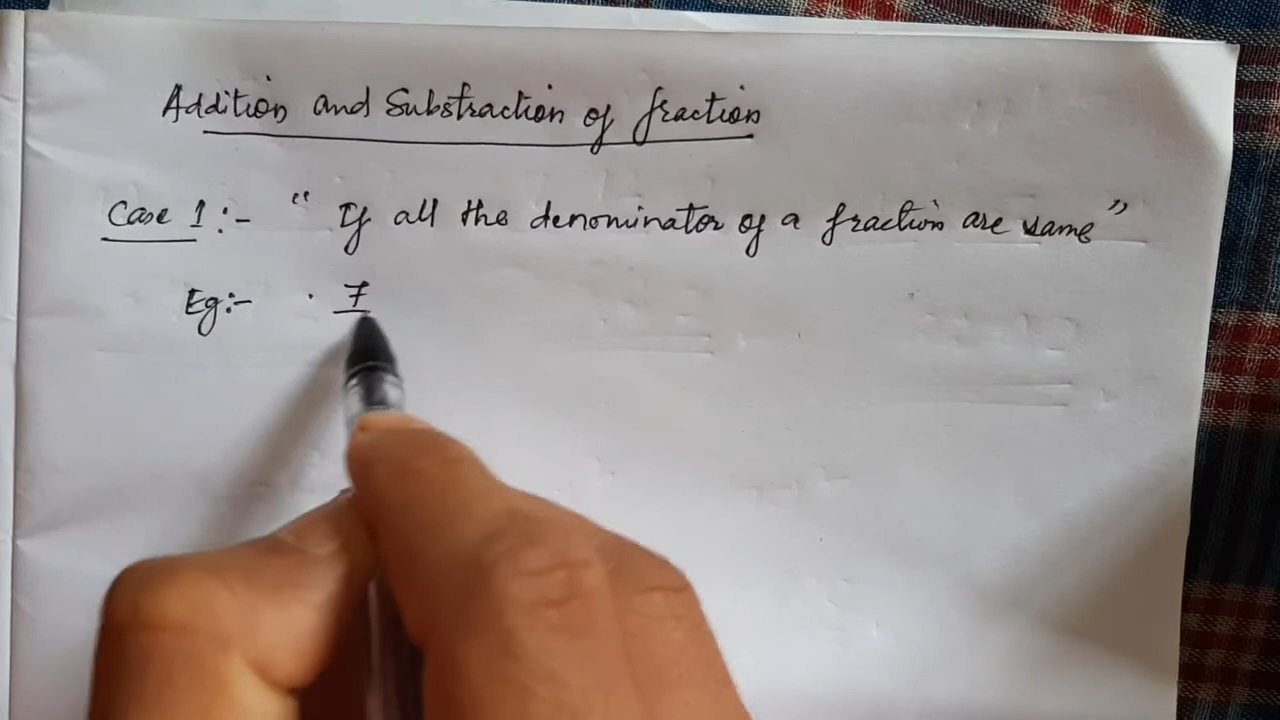 Addition and Substraction of fraction
Case 1:- " If all the denominator of a fraction are same "
Eg:- · 7